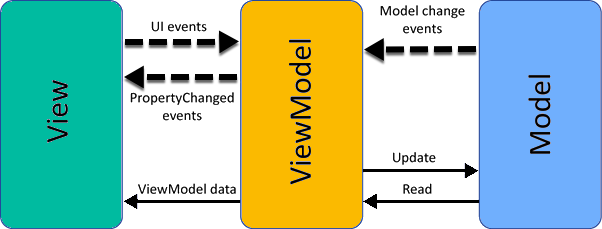 View
UI events
PropertyChanged
events
ViewModel data
ViewModel
Model change
events
Update
Read
Model